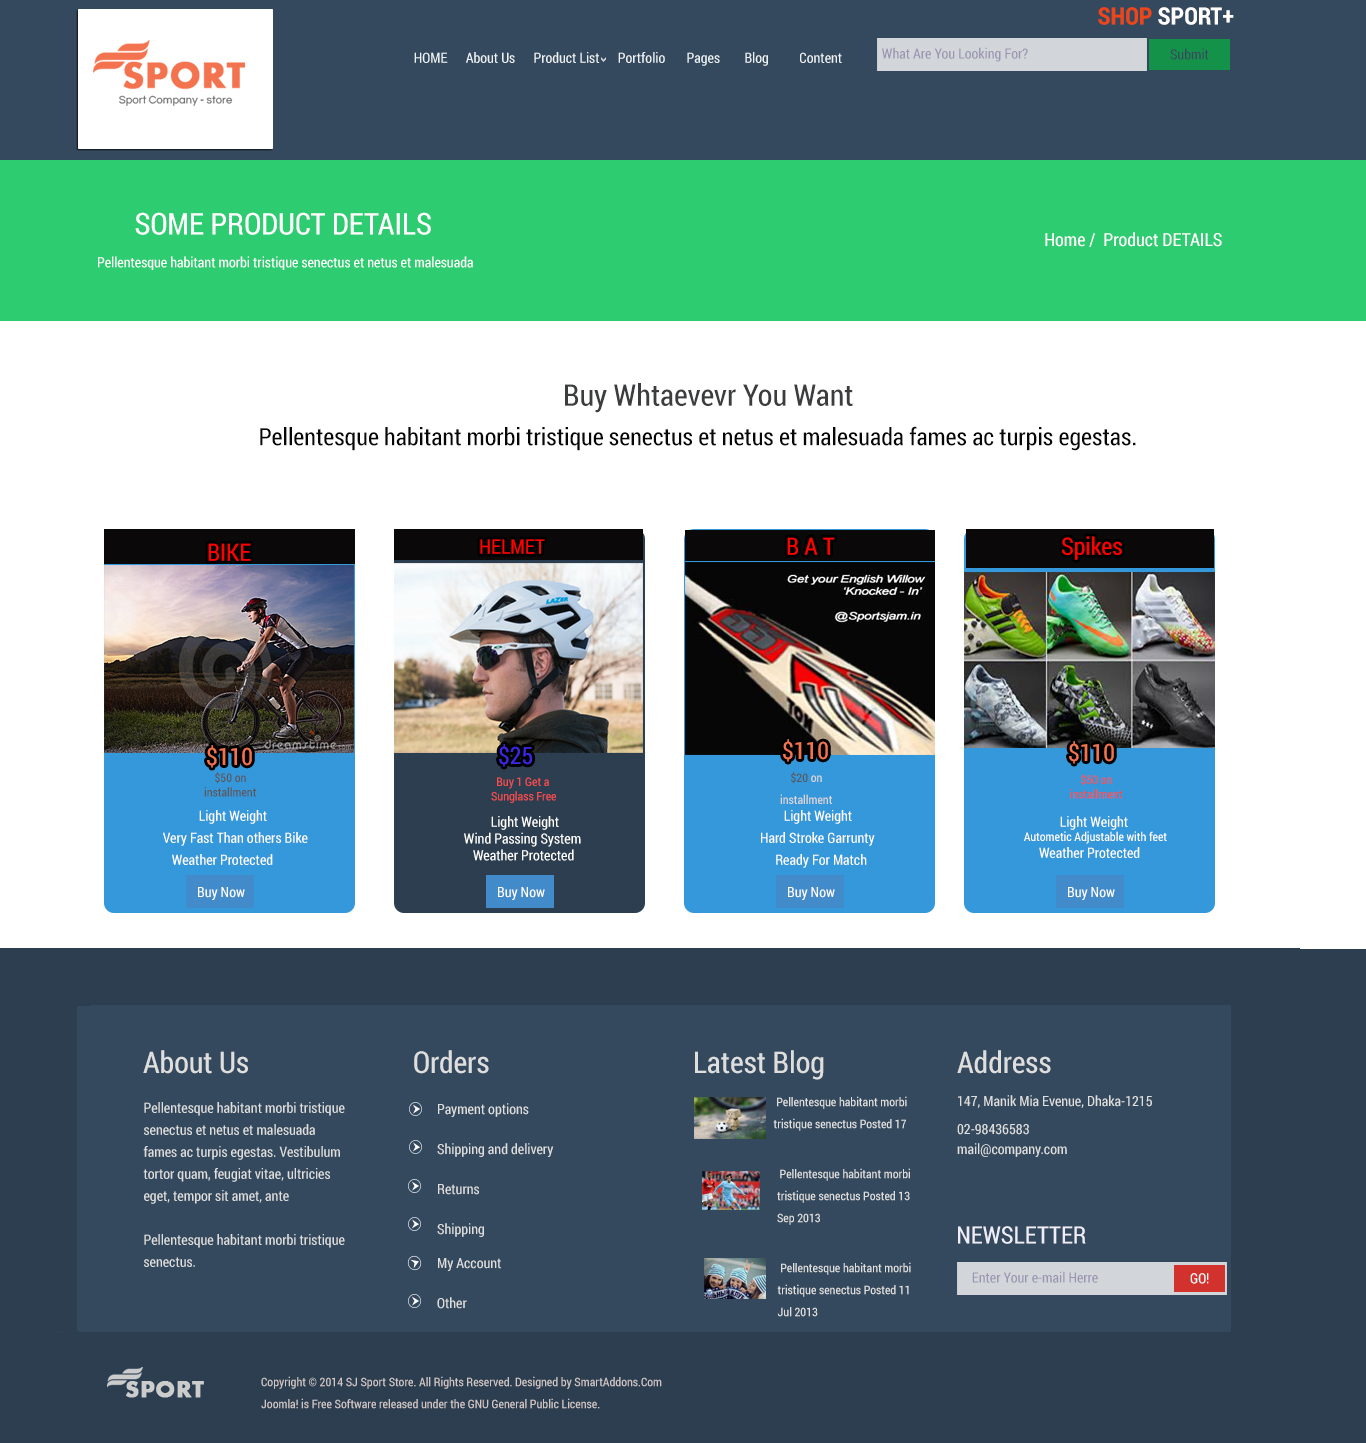 SHOP SPORT+
SPORT
Sport Company - store
HOME About Us Product List Portfolio Pages Blog Content
What Are You Looking For? Submit
SOME PRODUCT DETAILS
Pellentesque habitant morbi tristique senectus et netus et malesuada
Home / Product DETAILS
Buy Whtaevevr You Want
Pellentesque habitant morbi tristique senectus et netus et malesuada fames ac turpis egestas.
BIKE
dreamstime
$110
$50 on
installment
Light Weight
Very Fast Than others Bike
Weather Protected
Buy Now
HELMET
LAZER
$25
Buy 1 Get a
Sunglass Free
Light Weight
Wind Passing System
Weather Protected
Buy Now
B A T
Get your English Willow
'Knocked - In'
@Sportsjam.in
$110
$20 on
installment
Light Weight
Hard Stroke Garrunty
Ready For Match
Buy Now
Spikes
$110
installment
Light Weight
Autometic Adjustable with feet
Weather Protected
Buy Now
About Us
Pellentesque habitant morbi tristique
senectus et netus et malesuada
fames ac turpis egestas. Vestibulum
tortor quam, feugiat vitae, ultricies
eget, tempor sit amet, ante
Pellentesque habitant morbi tristique
senectus.
Orders
Payment options
Shipping and delivery
Returns
Shipping
My Account
Other
Latest Blog
Pellentesque habitant morbi
tristique senectus Posted 17
Pellentesque habitant morbi
tristique senectus Posted 13
Sep 2013
Pellentesque habitant morbi
tristique senectus Posted 11
Jul 2013
Address
147, Manik Mia Evenue, Dhaka-1215
02-98436583
mail@company.com
NEWSLETTER
Enter Your e-mail Herre GO!
SPORT
Copyright © 2014 SJ Sport Store. All Rights Reserved. Designed by SmartAddons.Com
Joomla! is Free Software released under the GNU General Public License.